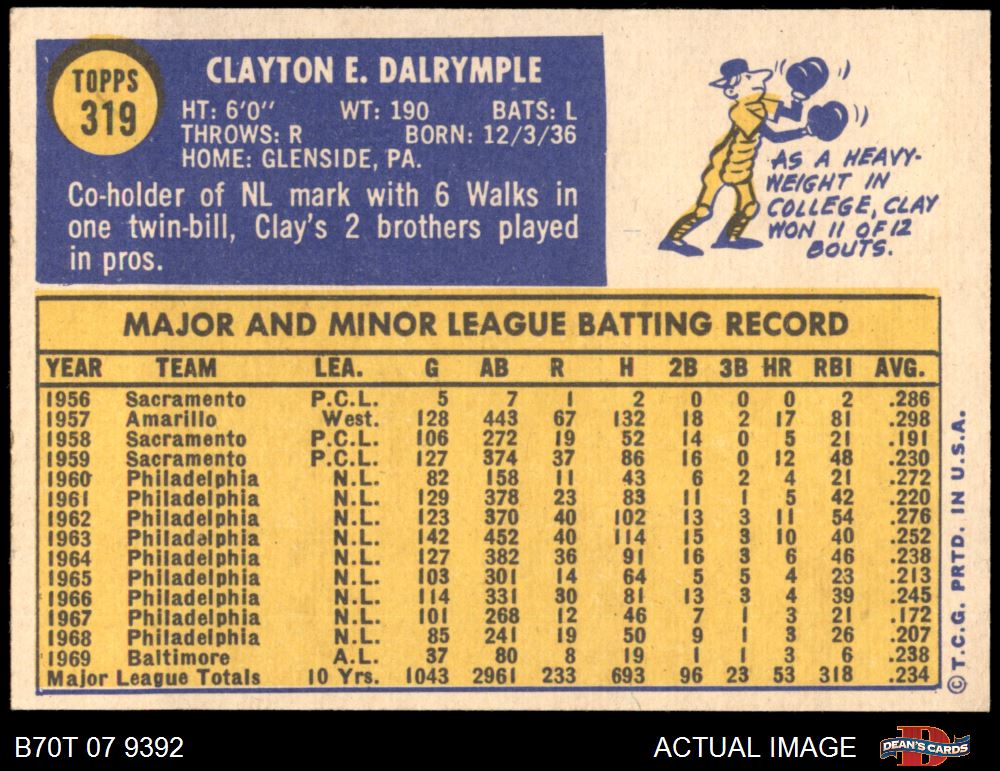 TOPPS
319
CLAYTON E. DALRYMPLE
HT: 6'0" WT: 190 BATS: L
THROWS: R BORN: 12/3/36
HOME: GLENSIDE, PA.
Co-holder of NL mark with 6 Walks in
one twin-bill, Clay's 2 brothers played
in pros.
AS A HEAVY-
WEIGHT IN
COLLEGE, CLAY
WON 11 OF 12
BOUTS.
MAJOR AND MINOR LEAGUE BATTING RECORD
YEAR TEAM LEA. G AB R H 2B 3B HR RBI AVG.
1956 Sacramento P.C.L. 5 7 1 2 0 0 0 2 .286
1957 Amarillo West. 128 443 67 132 18 2 17 81 .298
1958 Sacramento P.C.L. 106 272 19 52 14 0 5 21 .191
1959 Sacramento P.C.L. 127 374 37 86 16 0 12 48 .230
1960 Philadelphia N.L. 82 158 11 43 6 2 4 21 .272
1961 Philadelphia N.L. 129 378 23 83 11 1 5 42 .220
1962 Philadelphia N.L. 123 370 40 102 13 3 11 54 .276
1963 Philadelphia N.L. 142 452 40 114 15 3 10 40 .252
1964 Philadelphia N.L. 127 382 36 91 16 3 6 46 .238
1965 Philadelphia N.L. 103 301 14 64 5 5 4 23 .213
1966 Philadelphia N.L. 114 331 30 81 13 3 4 39 .245
1967 Philadelphia N.L. 101 268 12 46 7 1 3 21 .172
1968 Philadelphia N.L. 85 241 19 50 9 1 3 26 .207
1969 Baltimore A.L. 37 80 8 19 1 1 3 6 .238
Major League Totals 10 Yrs. 1043 2961 233 693 96 23 53 318 .234
© T.C.G. PRTD. IN U.S.A.
B70T 07 9392
ACTUAL IMAGE
DEAN'S CARDS